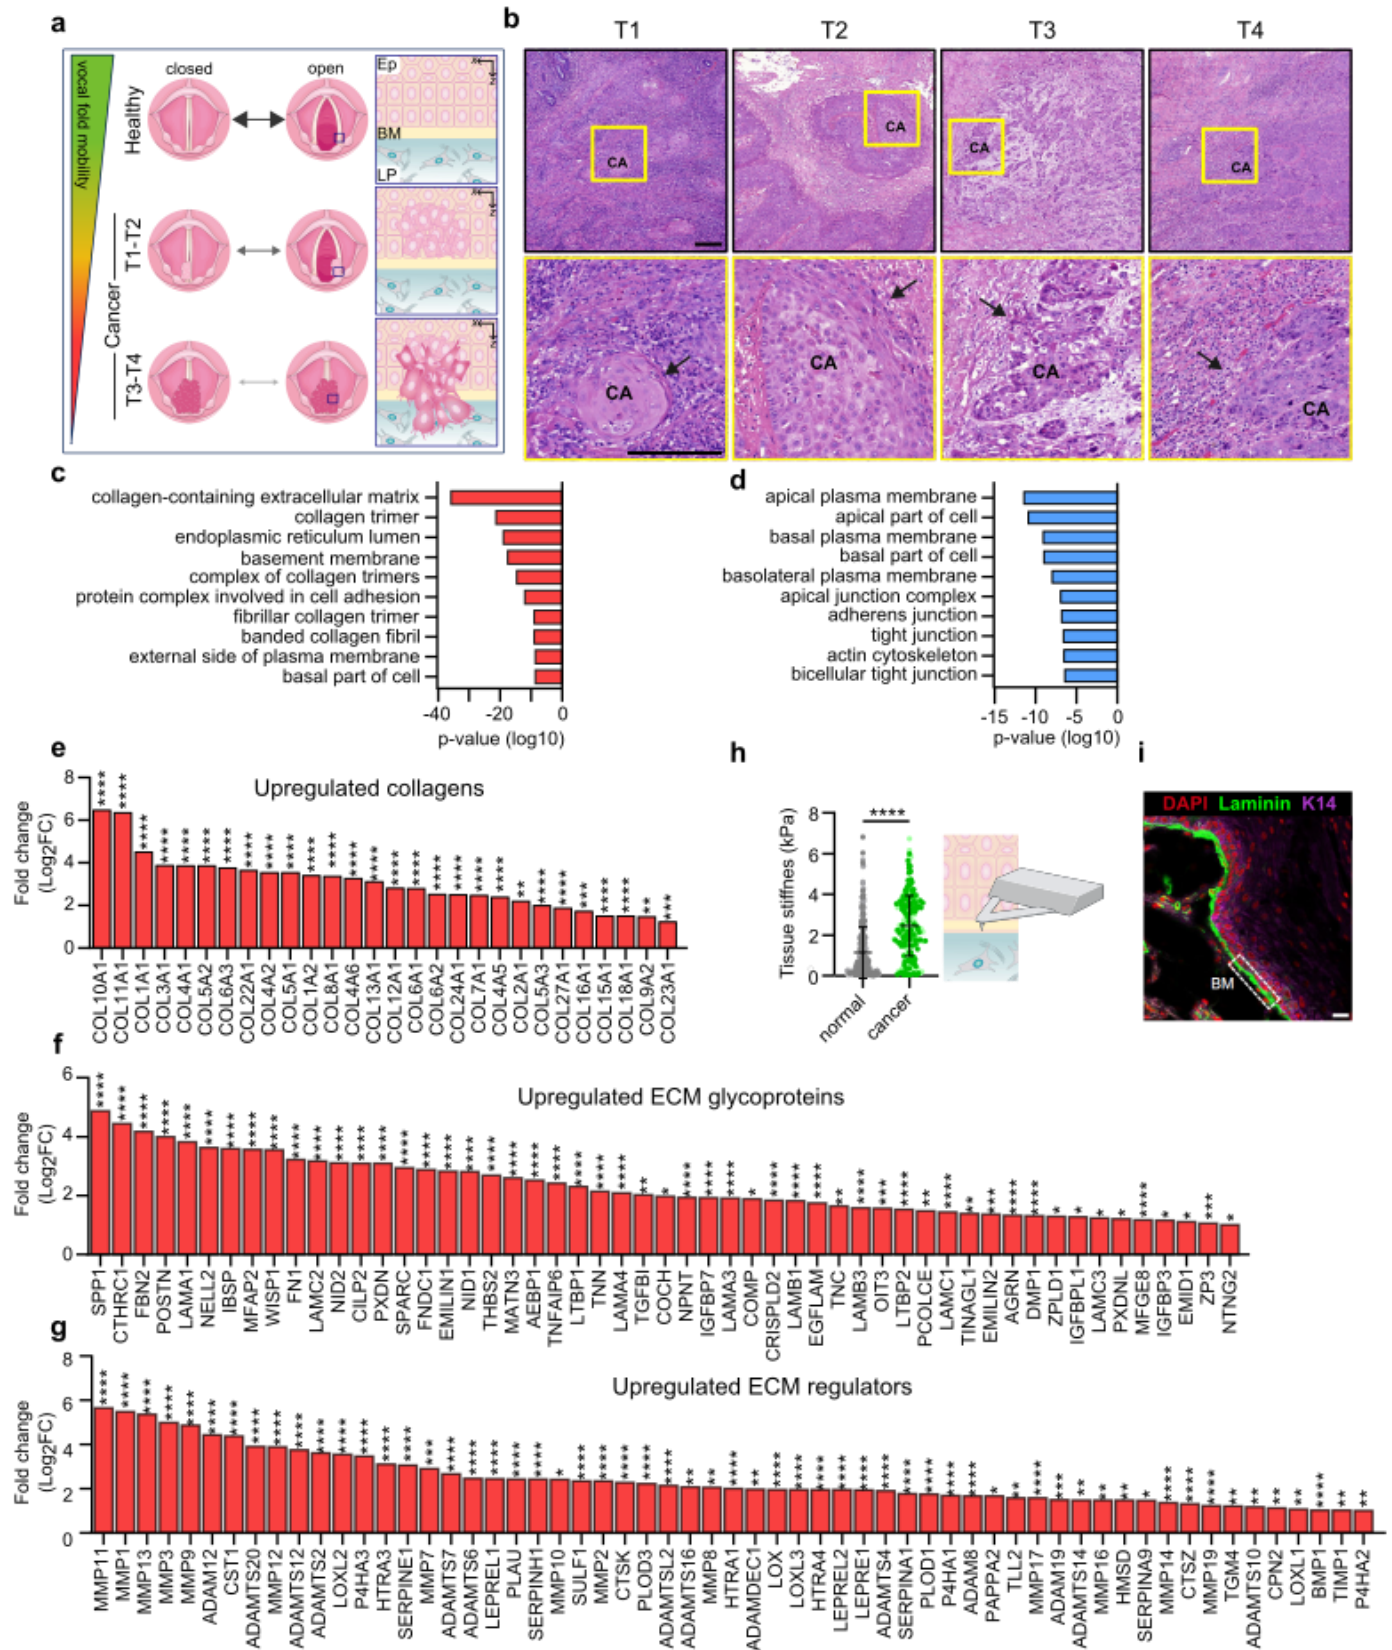 a
vocal fold mobility
closed
open
Healthy
Cancer
T1-T2
T3-T4
Ep
BM
LP
b
T1
T2
T3
T4
CA
CA
CA
CA
CA
CA
CA
CA
c
collagen-containing extracellular matrix
collagen trimer
endoplasmic reticulum lumen
basement membrane
complex of collagen trimers
protein complex involved in cell adhesion
fibrillar collagen trimer
banded collagen fibril
external side of plasma membrane
basal part of cell
-40 -20 0
p-value (log10)
d
apical plasma membrane
apical part of cell
basal plasma membrane
basal part of cell
basolateral plasma membrane
apical junction complex
adherens junction
tight junction
actin cytoskeleton
bicellular tight junction
-15 -10 -5 0
p-value (log10)
e
Upregulated collagens
Fold change
(Log2FC)
8
6
4
2
0
COL10A1
COL11A1
COL1A1
COL3A1
COL4A1
COL5A2
COL6A3
COL22A1
COL4A2
COL5A1
COL1A2
COL8A1
COL4A6
COL13A1
COL12A1
COL6A1
COL6A2
COL24A1
COL7A1
COL4A5
COL2A1
COL5A3
COL27A1
COL16A1
COL15A1
COL18A1
COL9A2
COL23A1
h
Tissue stiffnes (kPa)
8
6
4
2
0
****
normal
cancer
i
DAPI Laminin K14
BM
f
Upregulated ECM glycoproteins
Fold change
(Log2FC)
6
4
2
0
SPP1
CTHRC1
FBN2
POSTN
LAMA1
NELL2
IBSP
MFAP2
WISP1
FN1
LAMC2
NID2
CILP2
PXDN
SPARC
FNDC1
EMILIN1
NID1
THBS2
MATN3
AEBP1
TNFAIP6
LTBP1
TNN
LAMA4
TGFBI
COCH
NPNT
IGFBP7
LAMA3
COMP
CRISPLD2
LAMB1
EGFLAM
TNC
LAMB3
OIT3
LTBP2
PCOLCE
LAMC1
TINAGL1
EMILIN2
AGRN
DMP1
ZPLD1
IGFBPL1
LAMC3
PXDNL
MFGE8
IGFBP3
EMID1
ZP3
NTNG2
g
Upregulated ECM regulators
Fold change
(Log2FC)
8
6
4
2
0
MMP11
MMP1
MMP13
MMP3
MMP9
ADAM12
CST1
ADAMTS20
MMP12
ADAMTS12
ADAMTS2
LOXL2
P4HA3
HTRA3
SERPINE1
MMP7
ADAMTS7
ADAMTS6
LEPREL1
PLAU
SERPINH1
MMP10
SULF1
MMP2
CTSK
PLOD3
ADAMTSL2
ADAMTS16
MMP8
HTRA1
ADAMDEC1
LOX
LOXL3
HTRA4
LEPREL2
LEPRE1
ADAMTS4
SERPINA1
PLOD1
P4HA1
ADAM8
PAPPA2
TLL2
MMP17
ADAM19
ADAMTS14
MMP16
HMSD
SERPINA9
MMP14
CTSZ
MMP19
TGM4
ADAMTS10
CPN2
LOXL1
BMP1
TIMP1
P4HA2